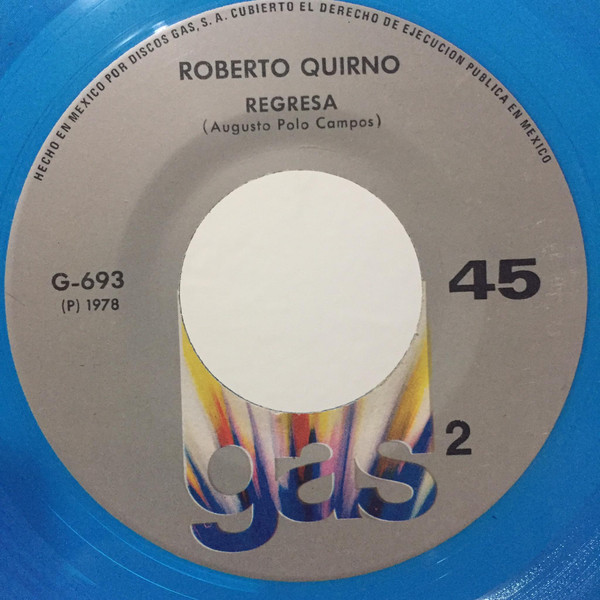 HECHO EN MEXICO POR DISCOS GAS, S. A. CUBIERTO EL DERECHO DE EJECUCION PUBLICA EN MEXICO
ROBERTO QUIRNO
REGRESA
(Augusto Polo Campos)
G-693
(P) 1978
45
gas
2